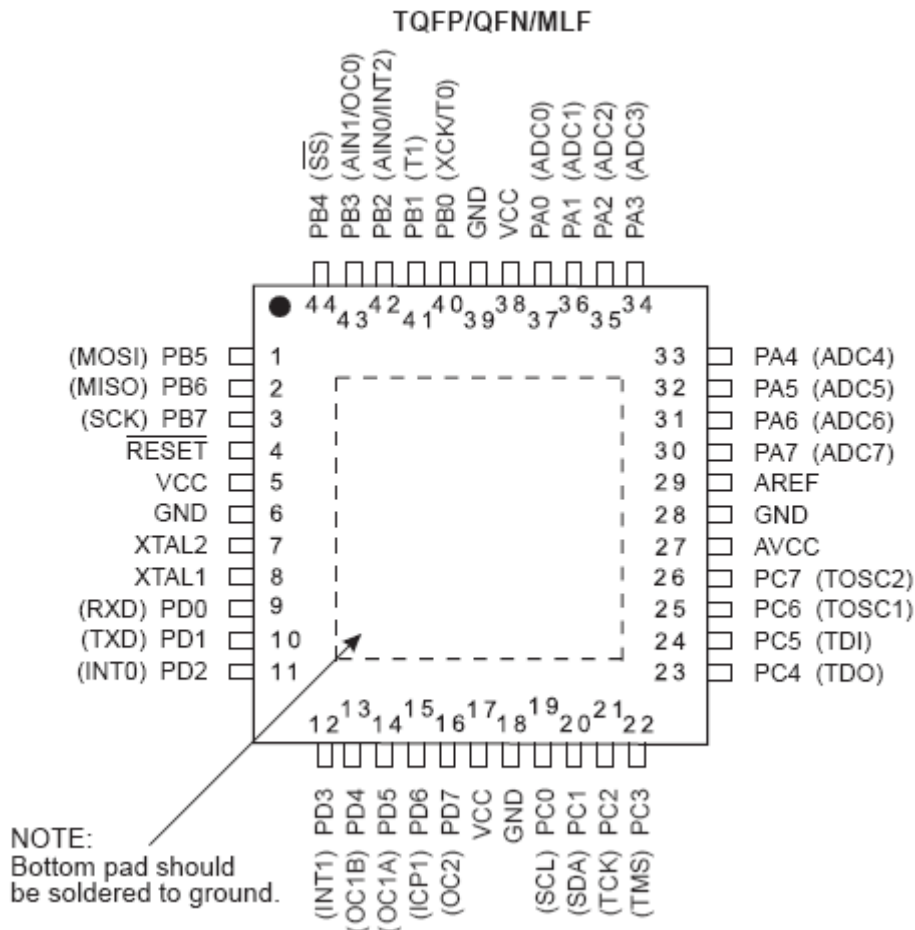 TQFP/QFN/MLF
PB4 (SS)
PB3 (AIN1/OC0)
PB2 (AIN0/INT2)
PB1 (T1)
PB0 (XCK/T0)
GND
VCC
PA0 (ADC0)
PA1 (ADC1)
PA2 (ADC2)
PA3 (ADC3)
44
43
42
41
40
39
38
37
36
35
34
(MOSI) PB5 1
(MISO) PB6 2
(SCK) PB7 3
RESET 4
VCC 5
GND 6
XTAL2 7
XTAL1 8
(RXD) PD0 9
(TXD) PD1 10
(INT0) PD2 11
33 PA4 (ADC4)
32 PA5 (ADC5)
31 PA6 (ADC6)
30 PA7 (ADC7)
29 AREF
28 GND
27 AVCC
26 PC7 (TOSC2)
25 PC6 (TOSC1)
24 PC5 (TDI)
23 PC4 (TDO)
12
13
14
15
16
17
18
19
20
21
22
(INT1) PD3
(OC1B) PD4
(OC1A) PD5
(ICP1) PD6
(OC2) PD7
VCC
GND
(SCL) PC0
(SDA) PC1
(TCK) PC2
(TMS) PC3
NOTE:
Bottom pad should
be soldered to ground.